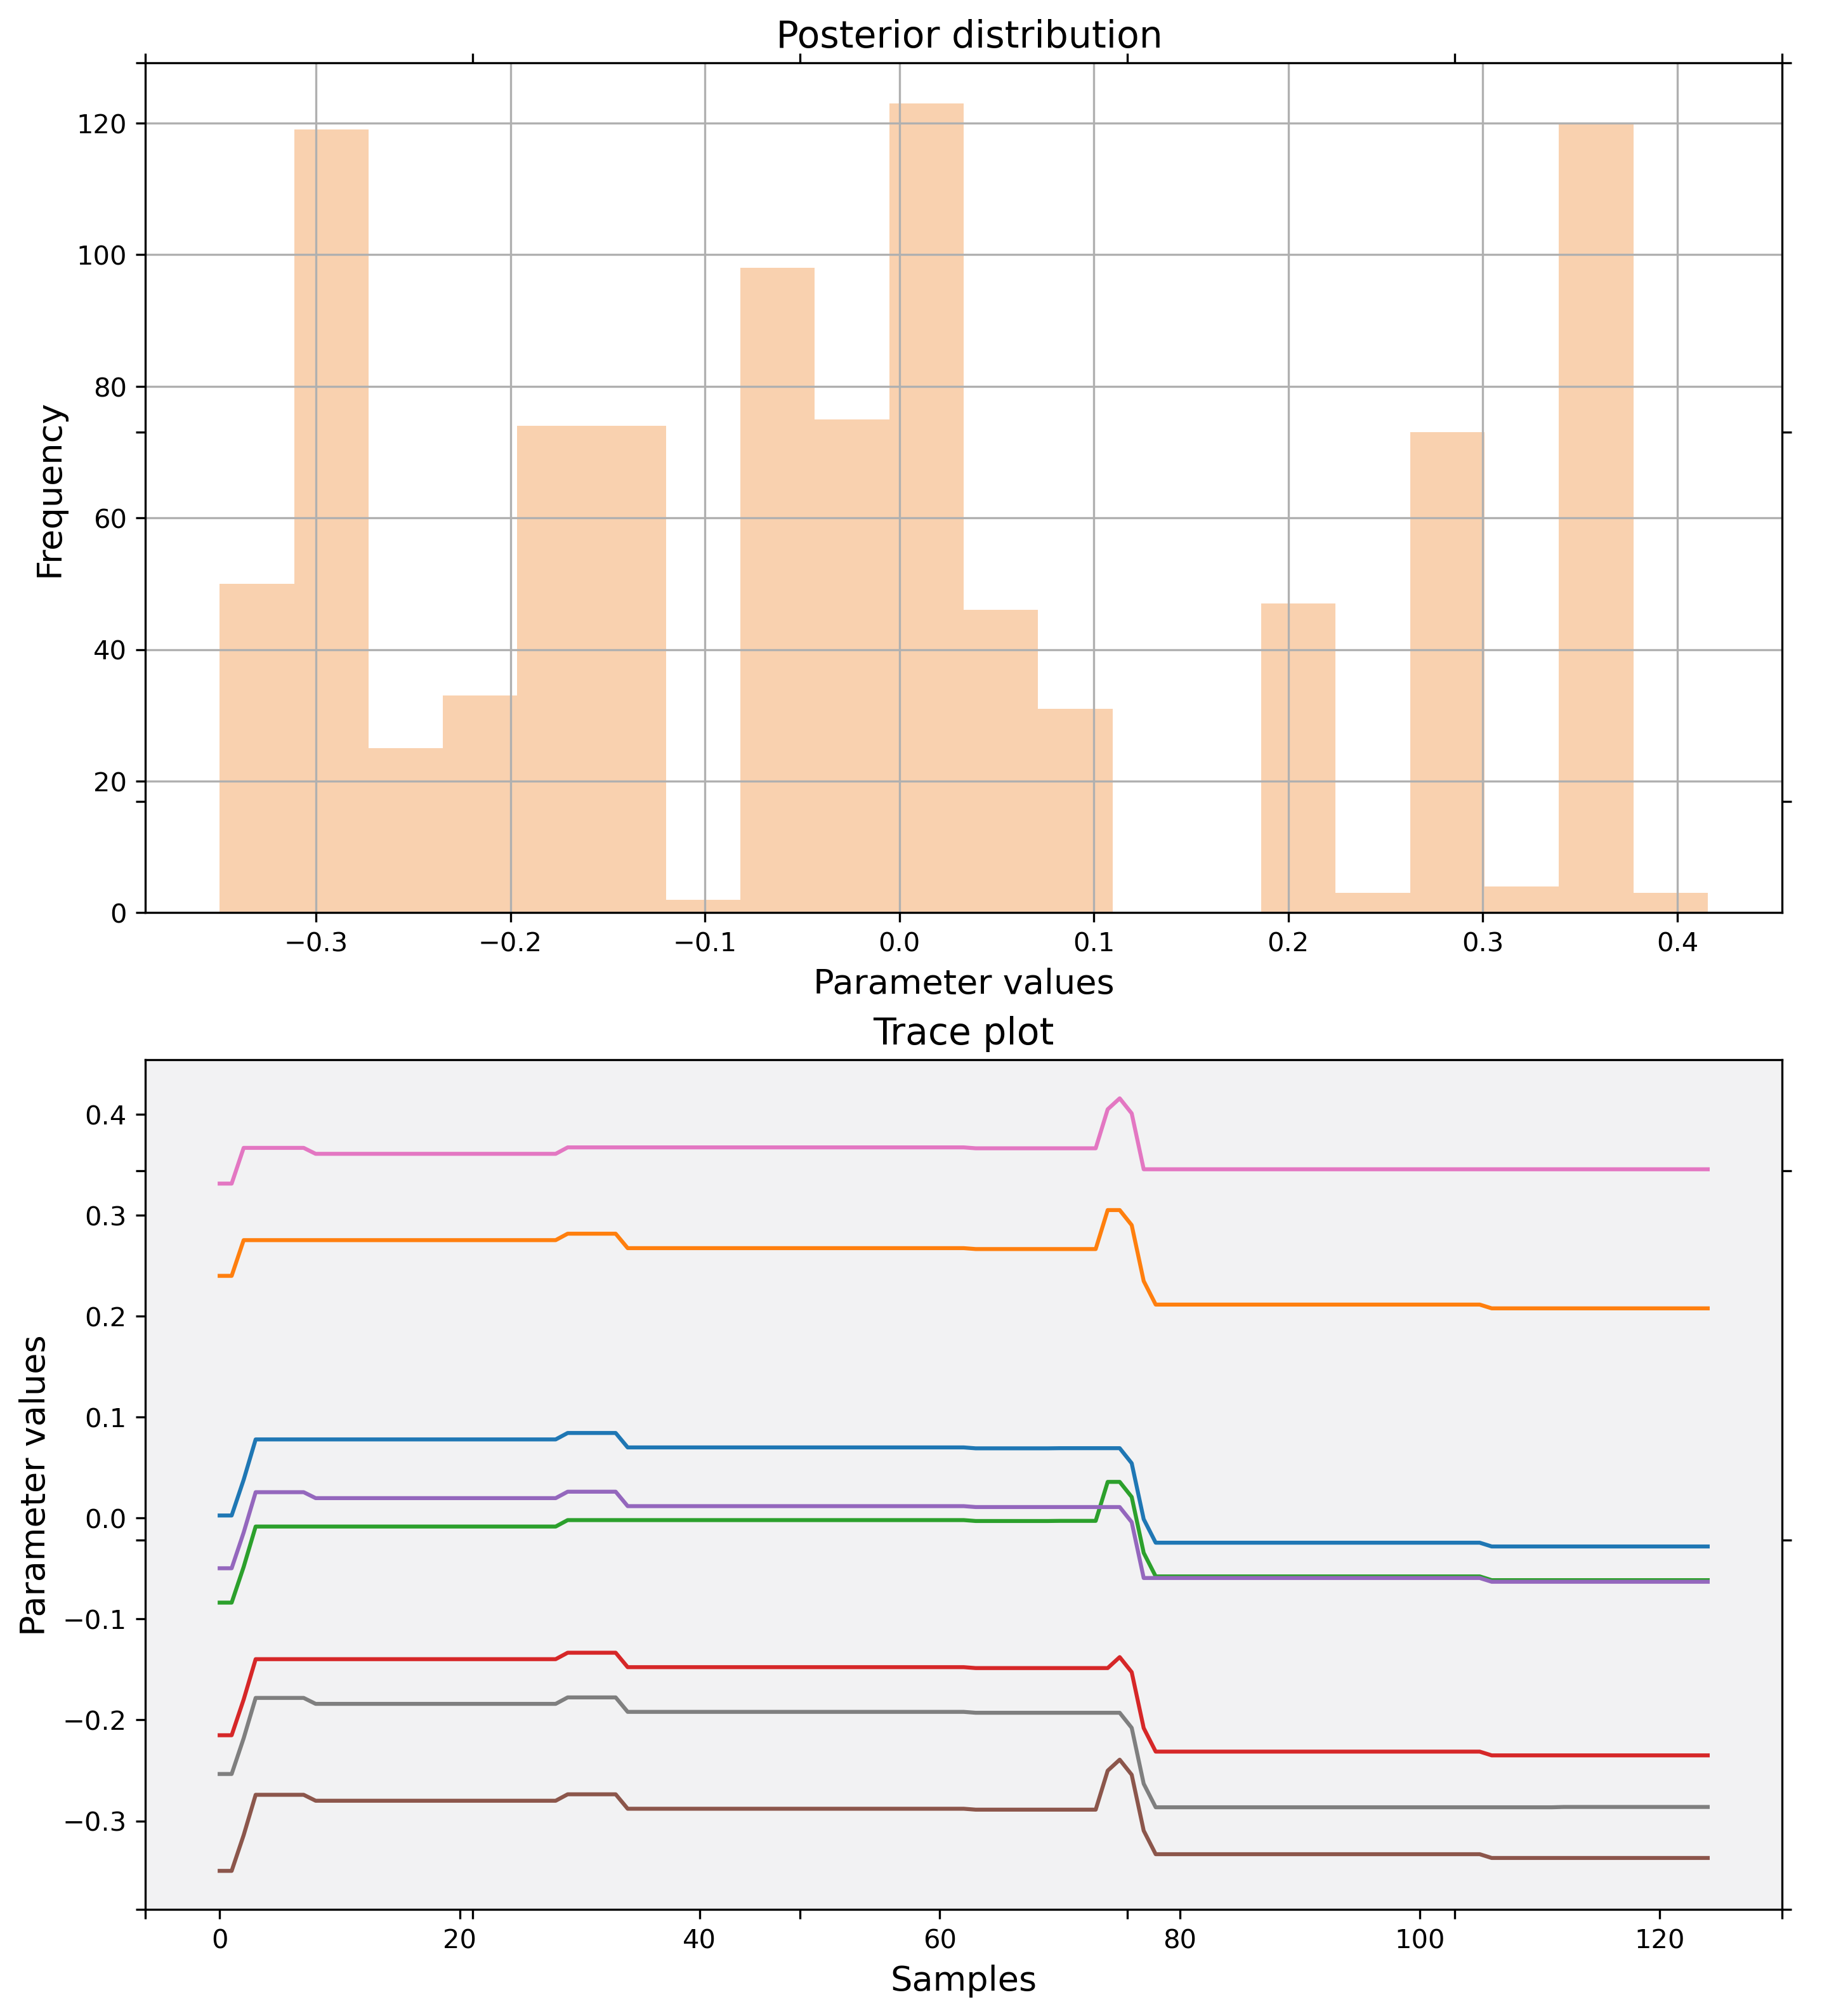 Posterior distribution
120
100
80
60
40
20
0
Frequency
−0.3 −0.2 −0.1 0.0 0.1 0.2 0.3 0.4
Parameter values
Trace plot
0.4
0.3
0.2
0.1
0.0
−0.1
−0.2
−0.3
Parameter values
0 20 40 60 80 100 120
Samples